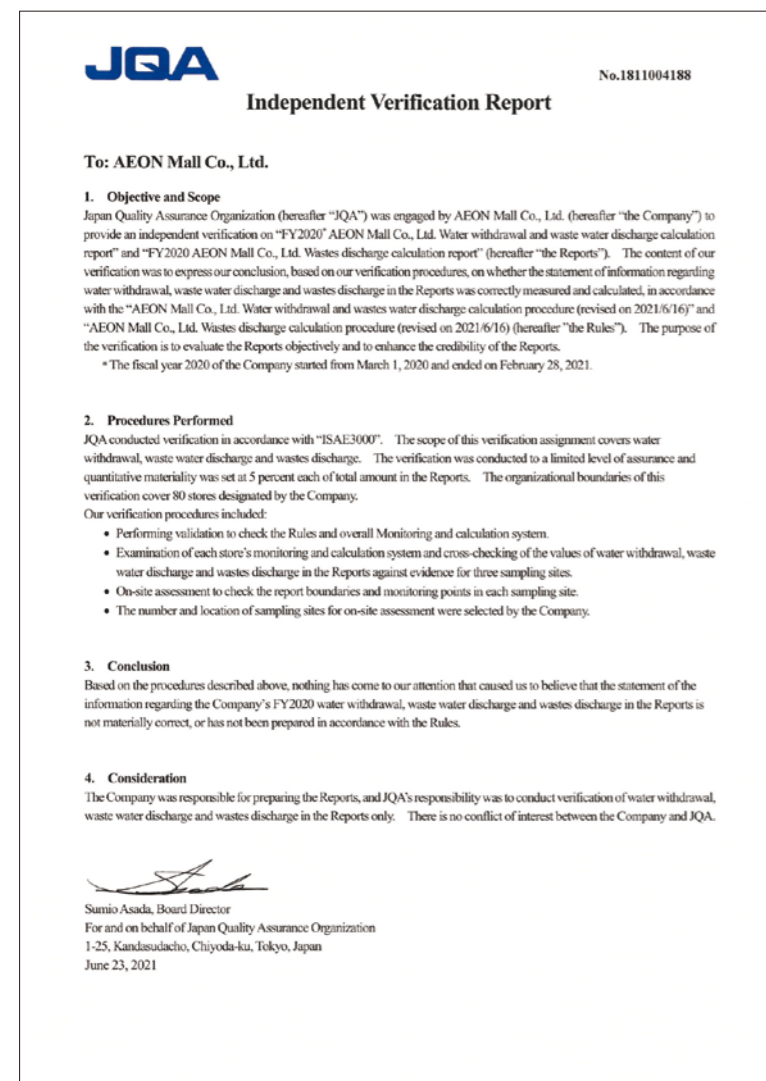 JQA
No.1811004188
Independent Verification Report
To: AEON Mall Co., Ltd.
1. Objective and Scope
Japan Quality Assurance Organization (hereafter “JQA”) was engaged by AEON Mall Co., Ltd. (hereafter “the Company”) to
provide an independent verification on “FY2020* AEON Mall Co., Ltd. Water withdrawal and waste water discharge calculation
report” and “FY2020 AEON Mall Co., Ltd. Wastes discharge calculation report” (hereafter “the Reports”). The content of our
verification was to express our conclusion, based on our verification procedures, on whether the statement of information regarding
water withdrawal, waste water discharge and wastes discharge in the Reports was correctly measured and calculated, in accordance
with the “AEON Mall Co., Ltd. Water withdrawal and wastes water discharge calculation procedure (revised on 2021/6/16)” and
“AEON Mall Co., Ltd. Wastes discharge calculation procedure (revised on 2021/6/16) (hereafter "the Rules”). The purpose of
the verification is to evaluate the Reports objectively and to enhance the credibility of the Reports.
* The fiscal year 2020 of the Company started from March 1, 2020 and ended on February 28, 2021.
2. Procedures Performed
JQA conducted verification in accordance with “ISAE3000”. The scope of this verification assignment covers water
withdrawal, waste water discharge and wastes discharge. The verification was conducted to a limited level of assurance and
quantitative materiality was set at 5 percent each of total amount in the Reports. The organizational boundaries of this
verification cover 80 stores designated by the Company.
Our verification procedures included:
• Performing validation to check the Rules and overall Monitoring and calculation system.
• Examination of each store’s monitoring and calculation system and cross-checking of the values of water withdrawal, waste
water discharge and wastes discharge in the Reports against evidence for three sampling sites.
• On-site assessment to check the report boundaries and monitoring points in each sampling site.
• The number and location of sampling sites for on-site assessment were selected by the Company.
3. Conclusion
Based on the procedures described above, nothing has come to our attention that caused us to believe that the statement of the
information regarding the Company’s FY2020 water withdrawal, waste water discharge and wastes discharge in the Reports is
not materially correct, or has not been prepared in accordance with the Rules.
4. Consideration
The Company was responsible for preparing the Reports, and JQA’s responsibility was to conduct verification of water withdrawal,
waste water discharge and wastes discharge in the Reports only. There is no conflict of interest between the Company and JQA.
Sumio Asada, Board Director
For and on behalf of Japan Quality Assurance Organization
1-25, Kandasudacho, Chiyoda-ku, Tokyo, Japan
June 23, 2021